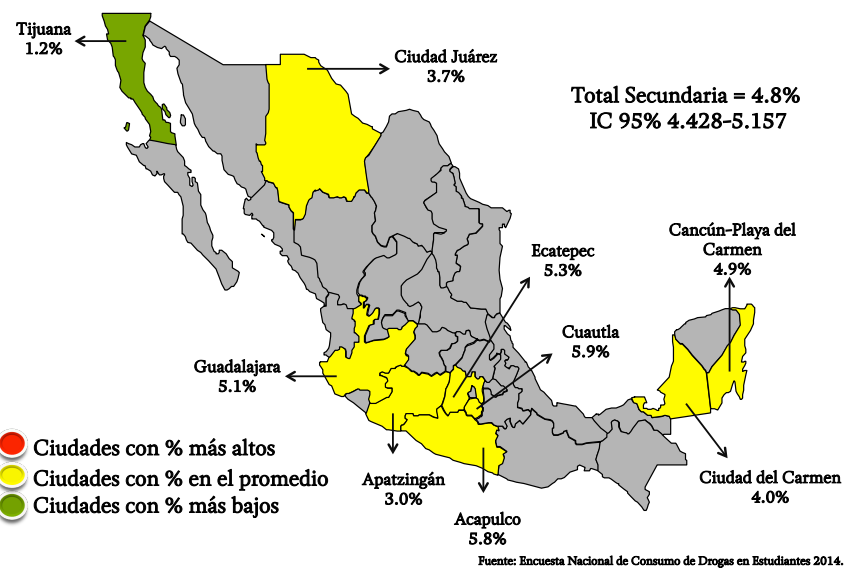 Tijuana
1.2%
Ciudad Juárez
3.7%
Total Secundaria = 4.8%
IC 95% 4.428-5.157
Cancún-Playa del
Carmen
4.9%
Ecatepec
5.3%
Cuautla
5.9%
Guadalajara
5.1%
Ciudades con % más altos
Ciudades con % en el promedio
Ciudades con % más bajos
Apatzingán
3.0%
Acapulco
5.8%
Ciudad del Carmen
4.0%
Fuente: Encuesta Nacional de Consumo de Drogas en Estudiantes 2014.